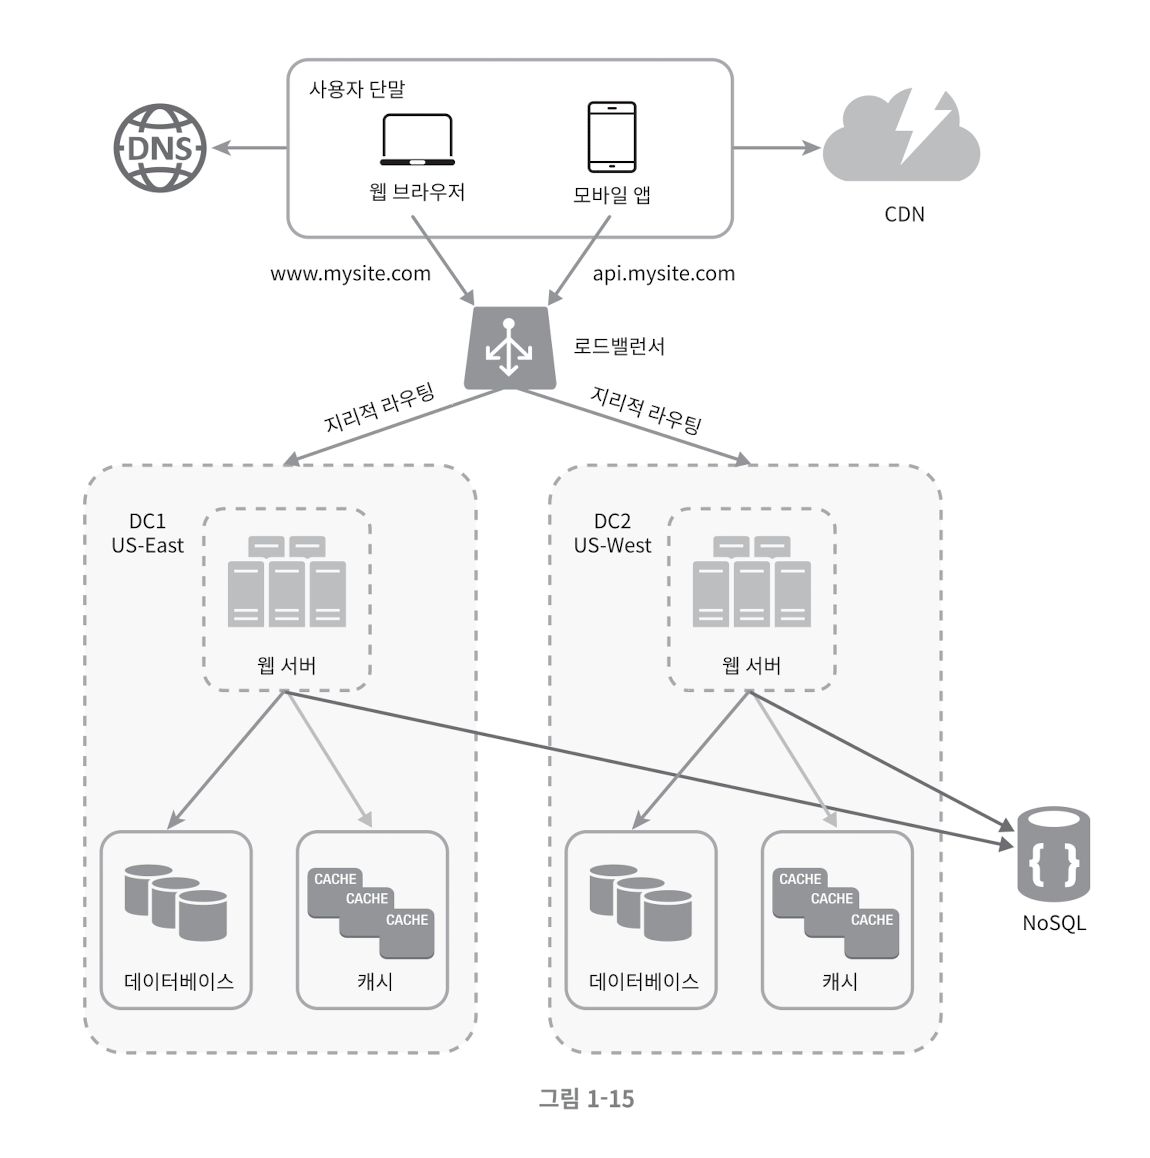 사용자 단말
DNS
웹 브라우저
모바일 앱
CDN
www.mysite.com
api.mysite.com
로드밸런서
지리적 라우팅
지리적 라우팅
DC1
US-East
웹 서버
DC2
US-West
웹 서버
CACHE
CACHE
CACHE
데이터베이스
캐시
CACHE
CACHE
CACHE
데이터베이스
캐시
{ }
NoSQL
그림 1-15